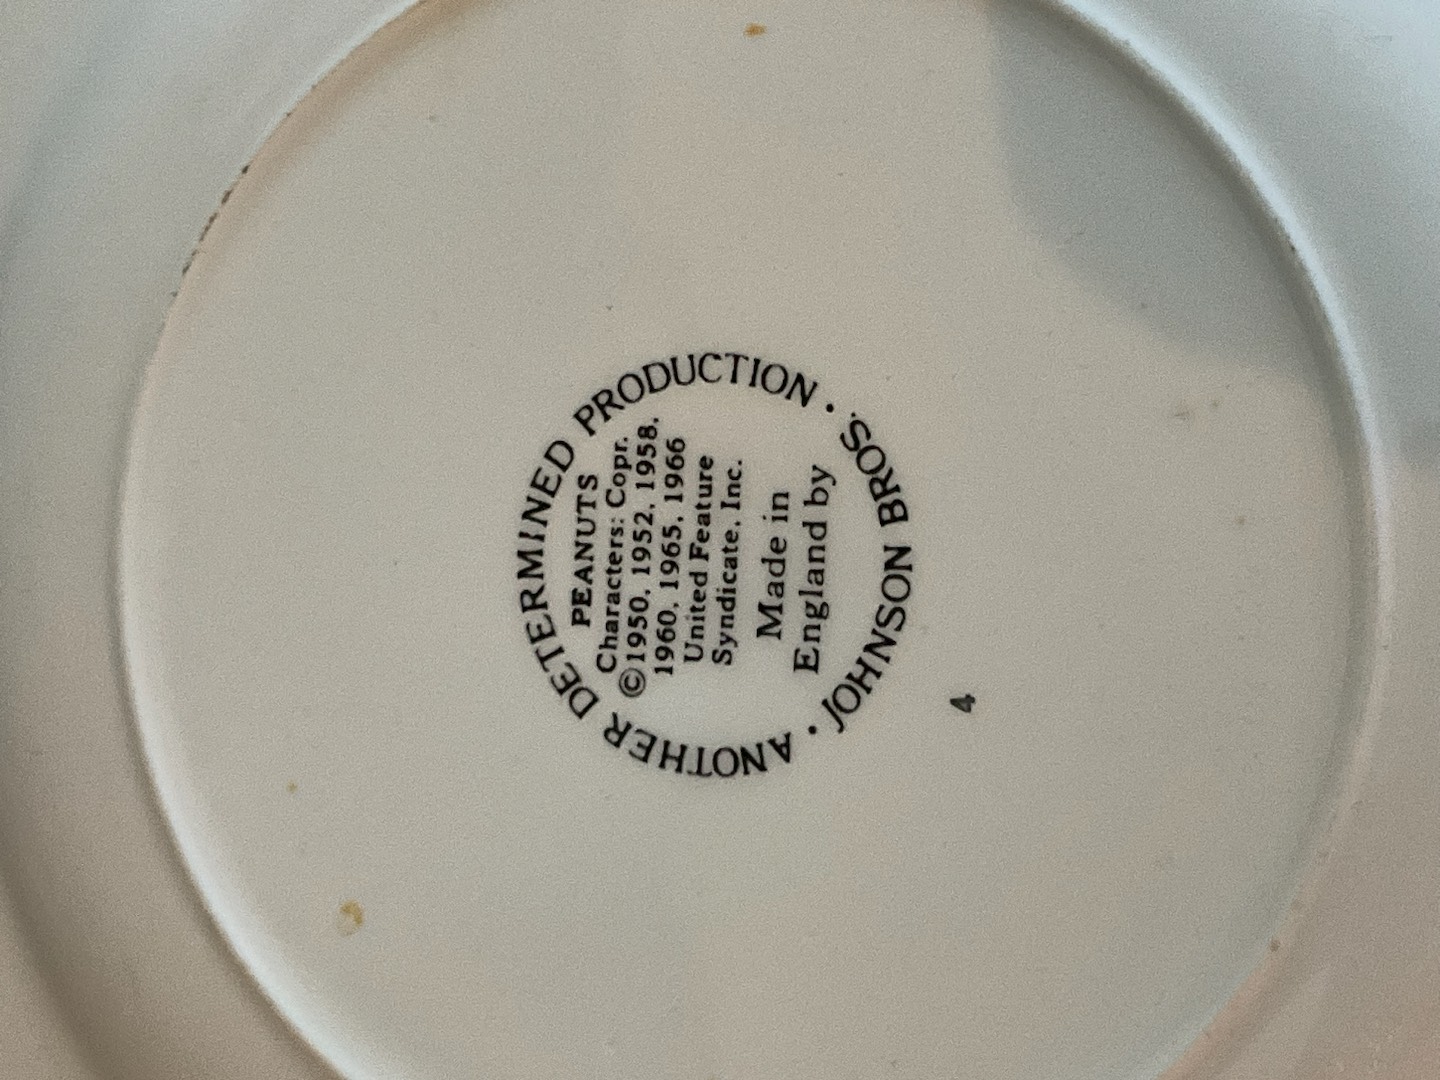 ANOTHER DETERMINED PRODUCTION •
PEANUTS
Characters: Copr.
©1950, 1952, 1958,
1960, 1965, 1966
United Feature
Syndicate, Inc.
Made in
England by
JOHNSON BROS. •
4